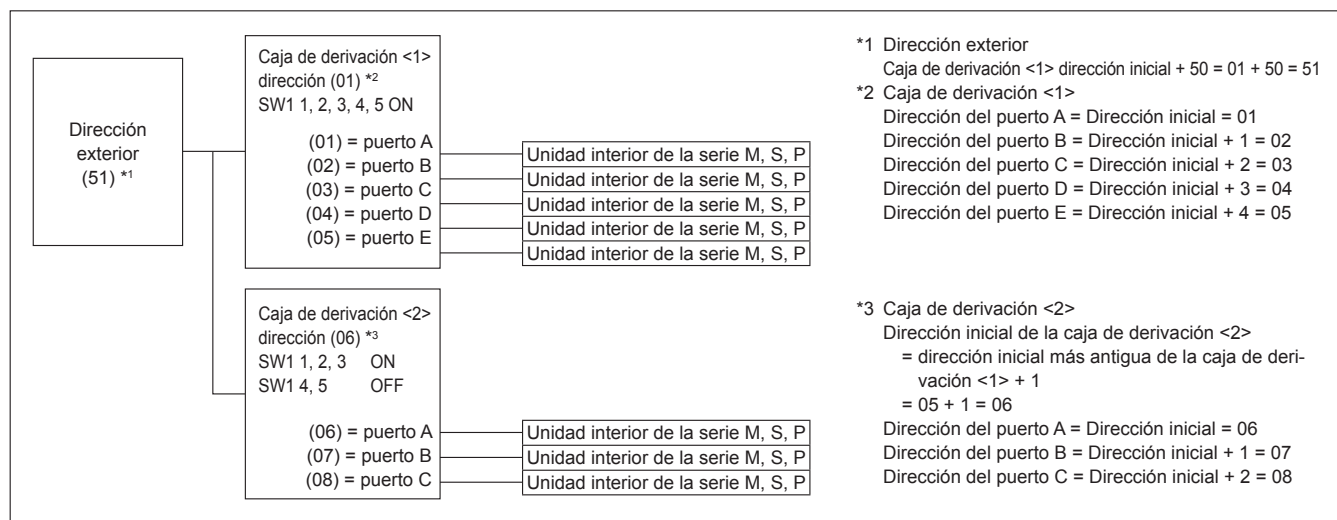 Dirección
exterior
(51) *1
Caja de derivación <1>
dirección (01) *2
SW1 1, 2, 3, 4, 5 ON
(01) = puerto A
(02) = puerto B
(03) = puerto C
(04) = puerto D
(05) = puerto E
Unidad interior de la serie M, S, P
Unidad interior de la serie M, S, P
Unidad interior de la serie M, S, P
Unidad interior de la serie M, S, P
Unidad interior de la serie M, S, P
Caja de derivación <2>
dirección (06) *3
SW1 1, 2, 3 ON
SW1 4, 5 OFF
(06) = puerto A
(07) = puerto B
(08) = puerto C
Unidad interior de la serie M, S, P
Unidad interior de la serie M, S, P
Unidad interior de la serie M, S, P
*1 Dirección exterior
Caja de derivación <1> dirección inicial + 50 = 01 + 50 = 51
*2 Caja de derivación <1>
Dirección del puerto A = Dirección inicial = 01
Dirección del puerto B = Dirección inicial + 1 = 02
Dirección del puerto C = Dirección inicial + 2 = 03
Dirección del puerto D = Dirección inicial + 3 = 04
Dirección del puerto E = Dirección inicial + 4 = 05
*3 Caja de derivación <2>
Dirección inicial de la caja de derivación <2>
= dirección inicial más antigua de la caja de deri-
vación <1> + 1
= 05 + 1 = 06
Dirección del puerto A = Dirección inicial = 06
Dirección del puerto B = Dirección inicial + 1 = 07
Dirección del puerto C = Dirección inicial + 2 = 08